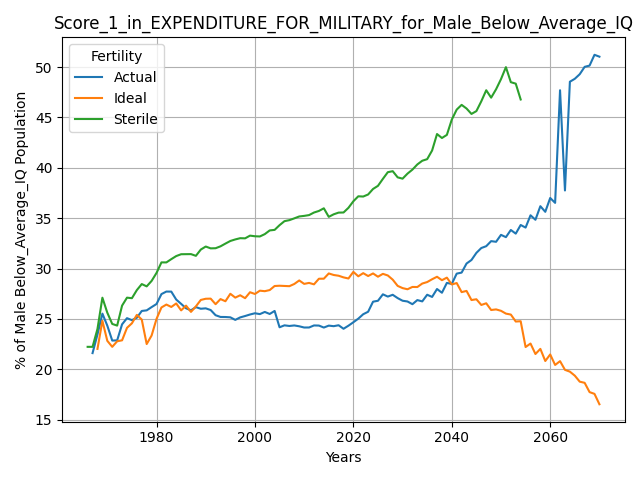 Score_1_in_EXPENDITURE_FOR_MILITARY_for_Male_Below_Average_IQ
Fertility
Actual
Ideal
Sterile
% of Male Below_Average_IQ Population
50
45
40
35
30
25
20
15
1980
2000
2020
2040
2060
Years